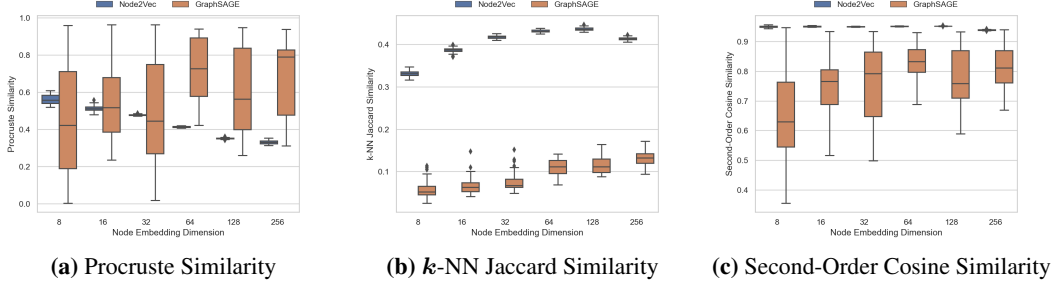 Node2Vec GraphSAGE
Procruste Similarity
1.0
0.8
0.6
0.4
0.2
0.0
8 16 32 64 128 256
Node Embedding Dimension
(a) Procruste Similarity
Node2Vec GraphSAGE
k-NN Jaccard Similarity
0.4
0.3
0.2
0.1
8 16 32 64 128 256
Node Embedding Dimension
(b) k-NN Jaccard Similarity
Node2Vec GraphSAGE
Second-Order Cosine Similarity
0.9
0.8
0.7
0.6
0.5
0.4
8 16 32 64 128 256
Node Embedding Dimension
(c) Second-Order Cosine Similarity